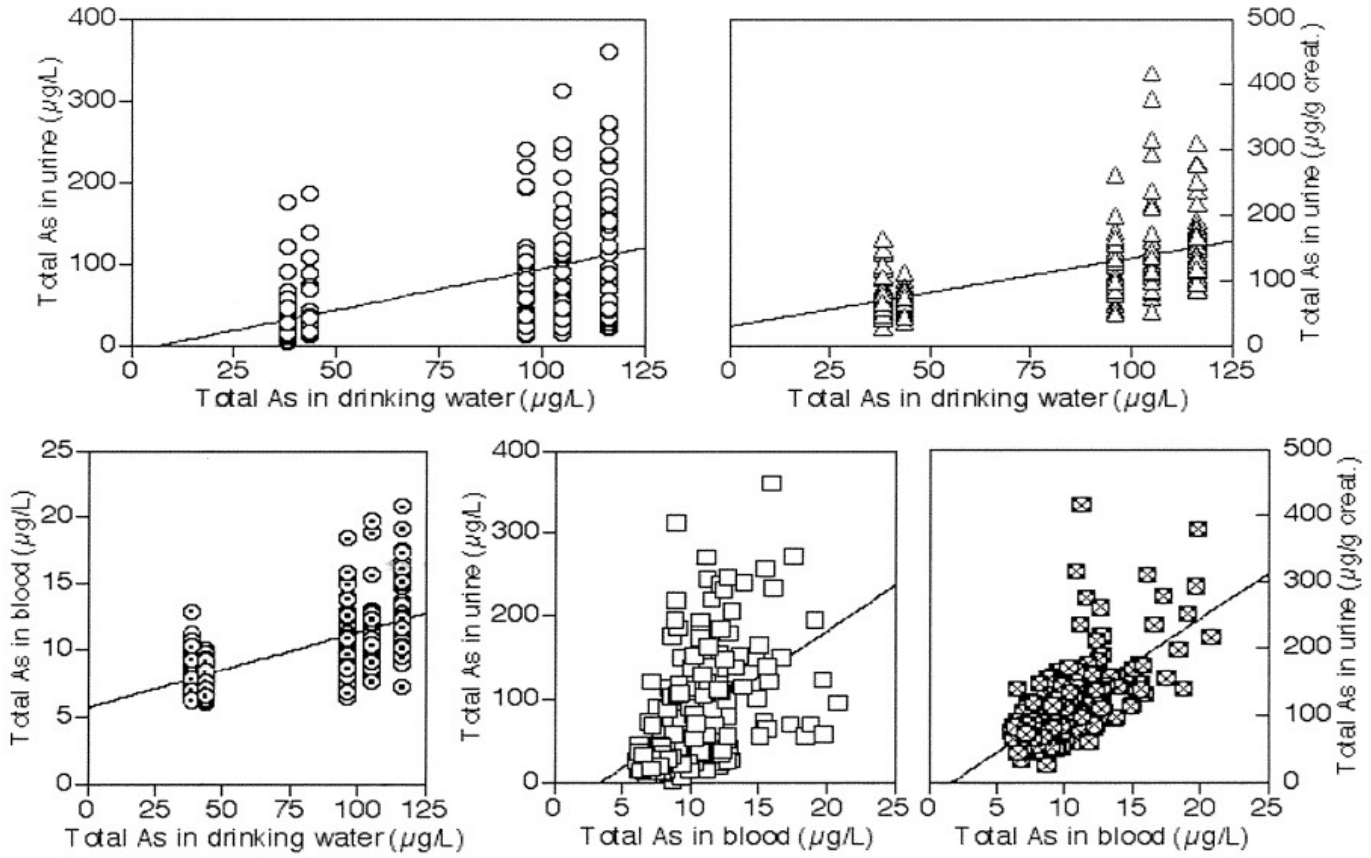 400
300
200
100
0
Total As in urine (µg/L)
0 25 50 75 100 125
Total As in drinking water (µg/L)
500
400
300
200
100
0
Total As in urine (µg/g creat.)
0 25 50 75 100 125
Total As in drinking water (µg/L)
25
20
15
10
5
0
Total As in blood (µg/L)
0 25 50 75 100 125
Total As in drinking water (µg/L)
400
300
200
100
0
Total As in urine (µg/L)
0 5 10 15 20 25
Total As in blood (µg/L)
500
400
300
200
100
0
Total As in urine (µg/g creat.)
0 5 10 15 20 25
Total As in blood (µg/L)